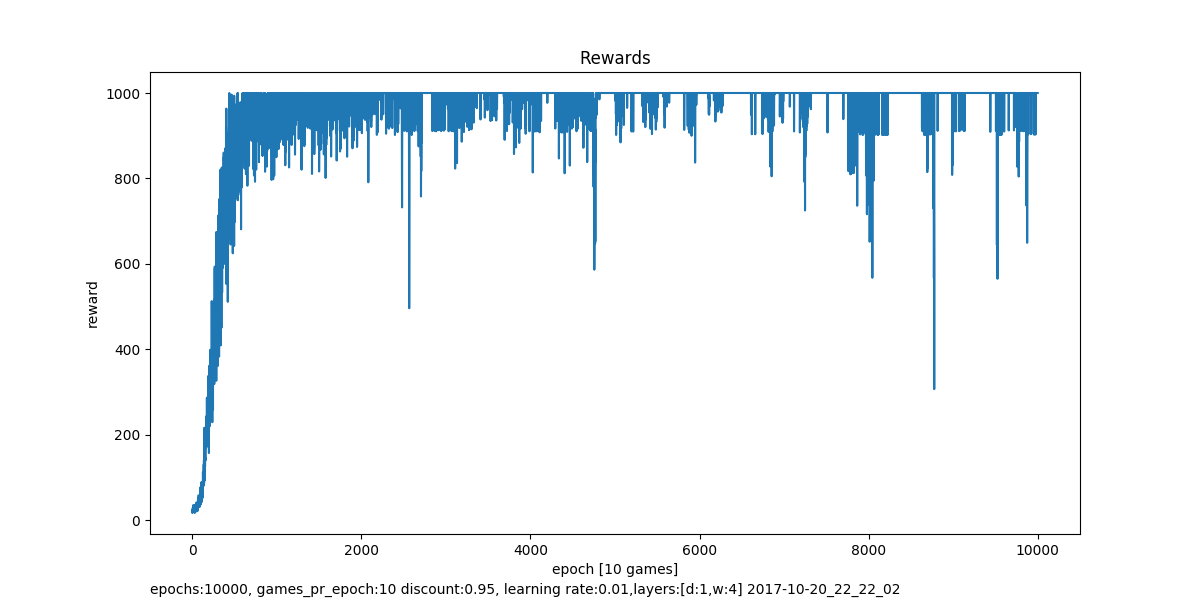 Rewards
1000
800
600
400
200
0
reward
0 2000 4000 6000 8000 10000
epoch [10 games]
epochs:10000, games_pr_epoch:10 discount:0.95, learning rate:0.01,layers:[d:1,w:4] 2017-10-20_22_22_02